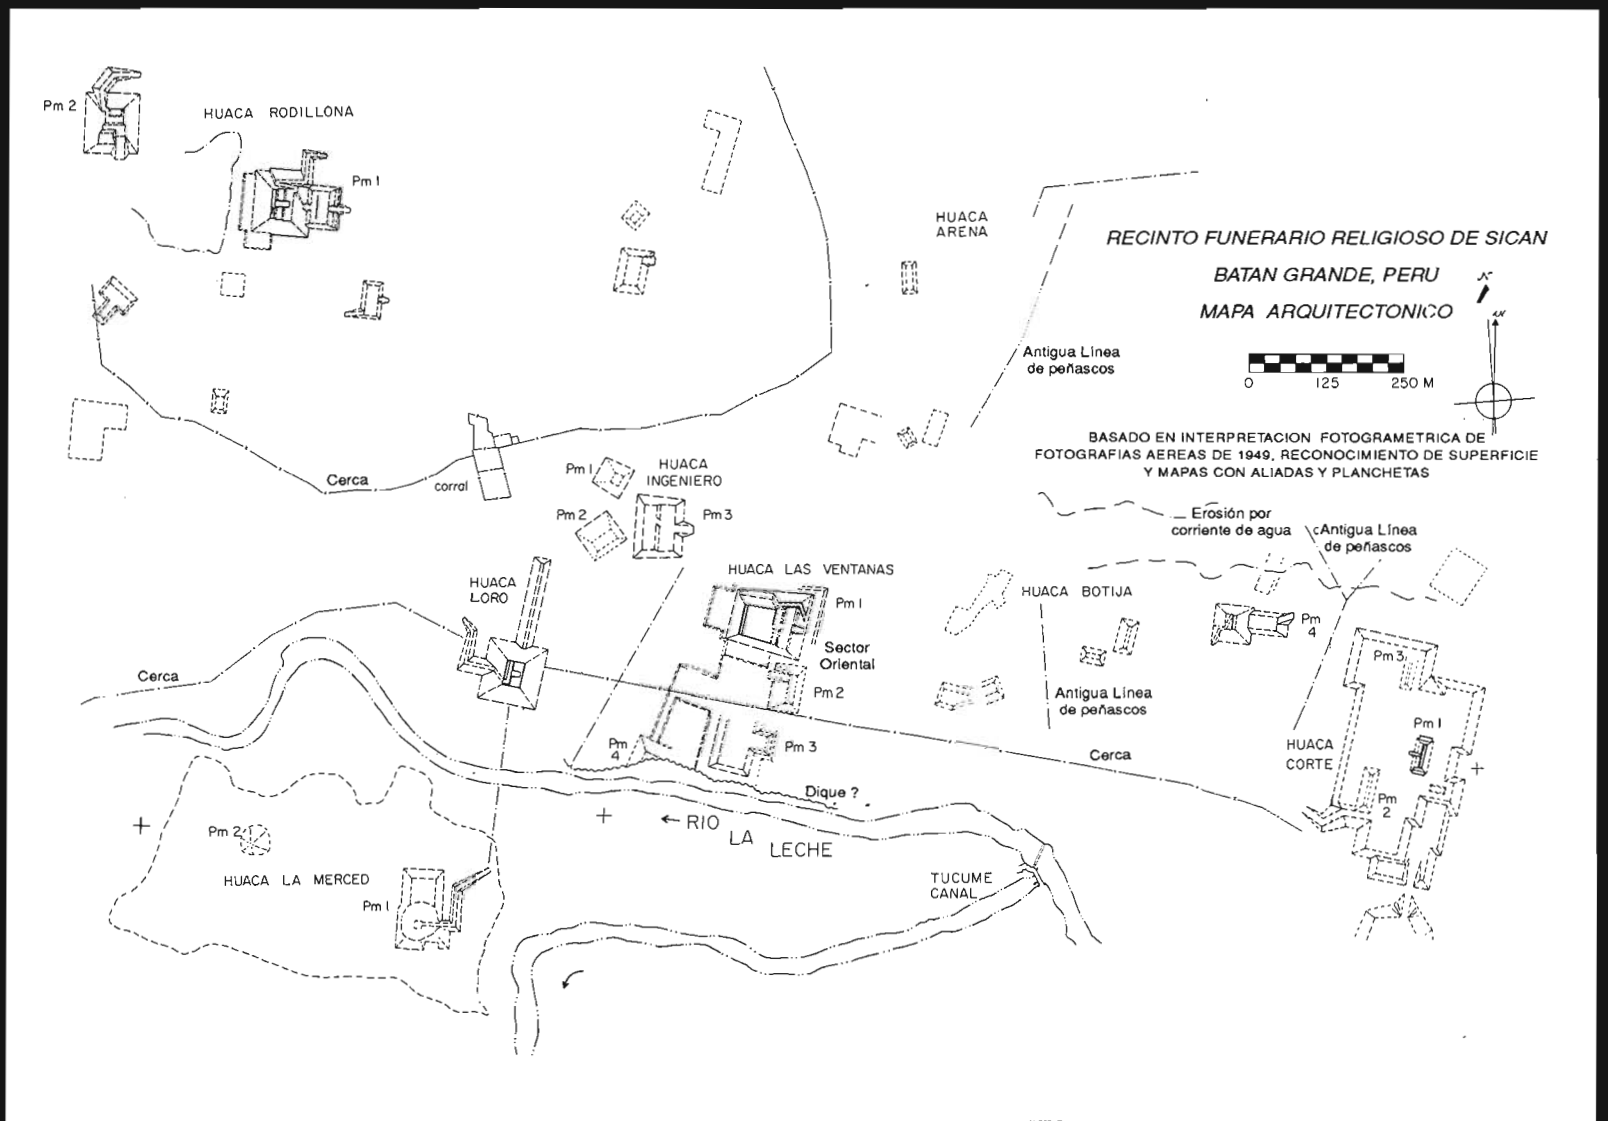 Pm 2
HUACA RODILLONA
Pm 1
HUACA
ARENA
RECINTO FUNERARIO RELIGIOSO DE SICAN
BATAN GRANDE, PERU
MAPA ARQUITECTONICO
N
0 125 250 M
Antigua Línea
de peñascos
BASADO EN INTERPRETACION FOTOGRAMETRICA DE
FOTOGRAFIAS AEREAS DE 1949, RECONOCIMIENTO DE SUPERFICIE
Y MAPAS CON ALIADAS Y PLANCHETAS
Cerca
corral
Pm 1
HUACA
INGENIERO
Pm 2
Pm 3
Erosión por
corriente de agua
Antigua Línea
de peñascos
HUACA
LORO
HUACA LAS VENTANAS
Pm 1
Sector
Oriental
Pm 2
Pm 3
Pm
4
HUACA BOTIJA
Pm
4
Antigua Línea
de peñascos
Pm 3
Pm 1
HUACA
CORTE
Pm
2
Cerca
Cerca
Dique ?
← RIO
LA
LECHE
Pm 2
HUACA LA MERCED
Pm 1
TUCUME
CANAL